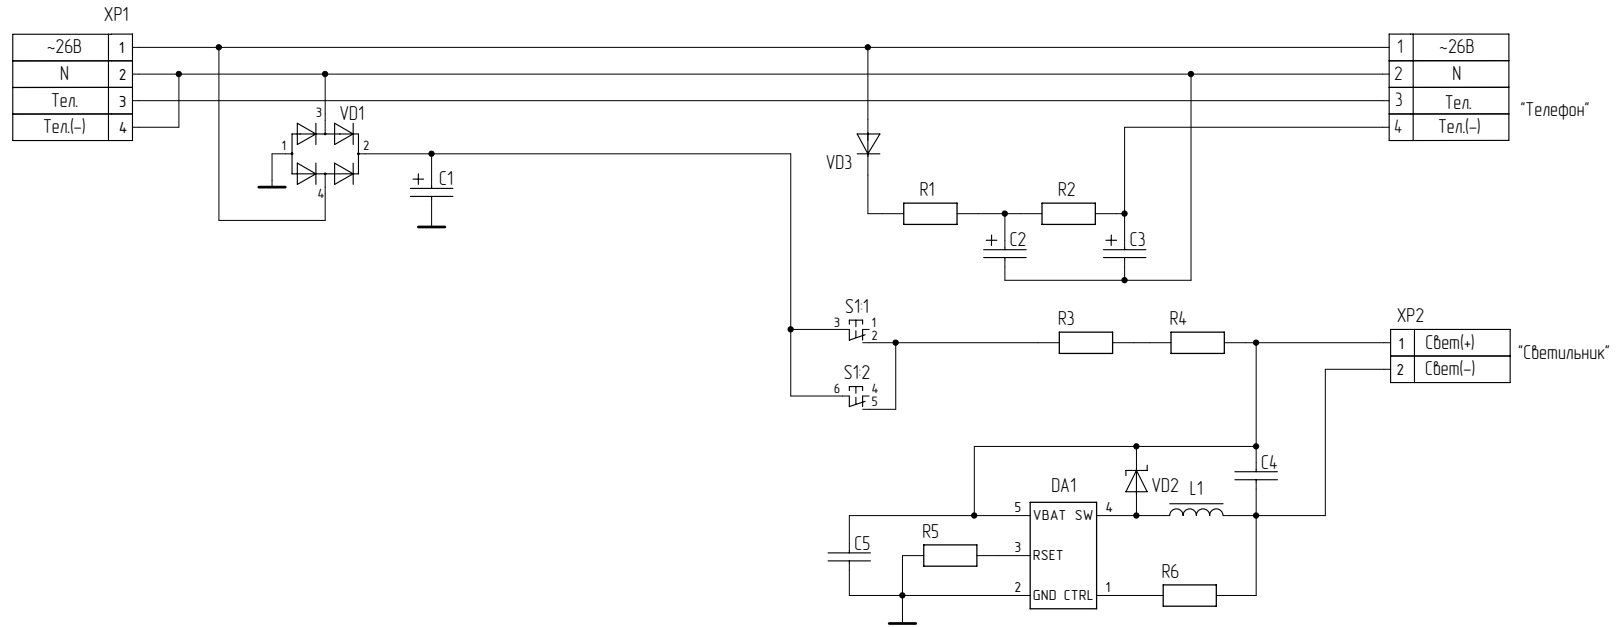 XP1
~26В 1
N 2
Тел. 3
Тел.(-) 4
1 ~26В
2 N
3 Тел.
4 Тел.(-)
"Телефон"
3 VD1
1 2
4
+ C1
VD3
R1 R2
+ C2 + C3
S1:1
3 1
2
S1:2
6 4
5
R3 R4
XP2
1 Свет(+)
2 Свет(-)
"Светильник"
C4
DA1 VD2 L1
5 VBAT SW 4
C5 R5
3 RSET
R6
2 GND CTRL 1